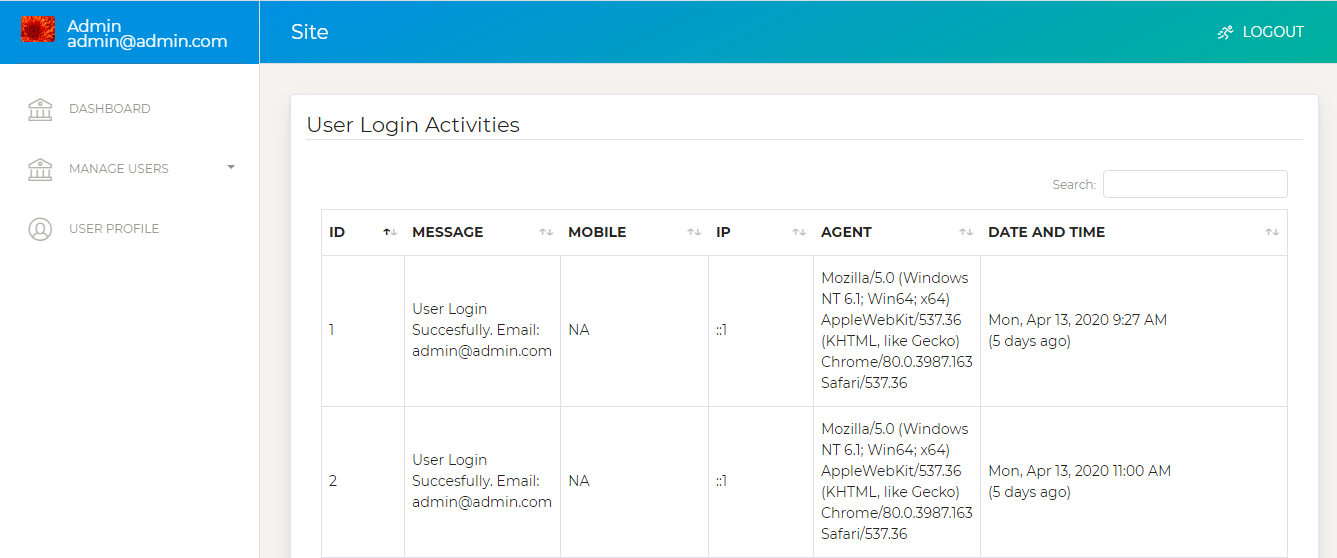 Admin
admin@admin.com
Site
LOGOUT
DASHBOARD
MANAGE USERS
USER PROFILE
User Login Activities
Search:
ID MESSAGE MOBILE IP AGENT DATE AND TIME
1
User Login
Succesfully. Email:
admin@admin.com
NA
::1
Mozilla/5.0 (Windows
NT 6.1; Win64; x64)
AppleWebKit/537.36
(KHTML, like Gecko)
Chrome/80.0.3987.163
Safari/537.36
Mon, Apr 13, 2020 9:27 AM
(5 days ago)
2
User Login
Succesfully. Email:
admin@admin.com
NA
::1
Mozilla/5.0 (Windows
NT 6.1; Win64; x64)
AppleWebKit/537.36
(KHTML, like Gecko)
Chrome/80.0.3987.163
Safari/537.36
Mon, Apr 13, 2020 11:00 AM
(5 days ago)